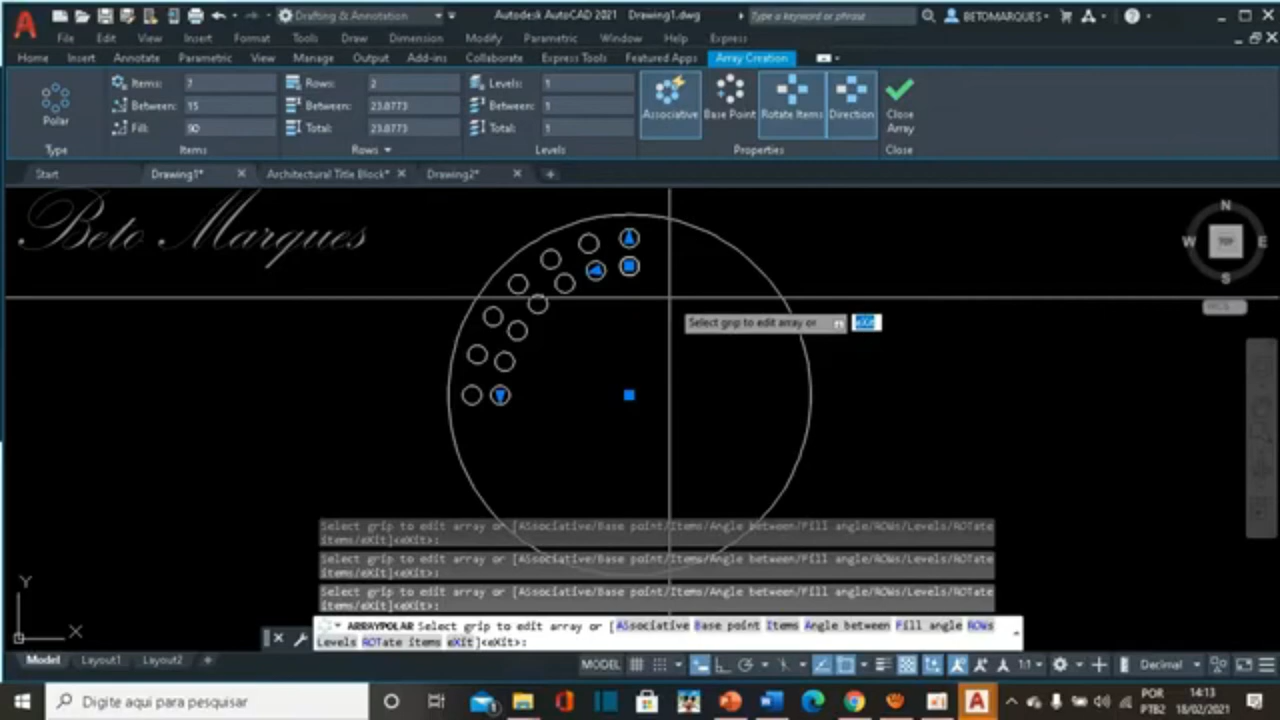 Drafting & Annotation
Autodesk AutoCAD 2021 Drawing1.dwg
Type a keyword or phrase
BETOMARQUES
File Edit View Insert Format Tools Draw Dimension Modify Parametric Window Help Express
Home Insert Annotate Parametric View Manage Output Add-ins Collaborate Express Tools Featured Apps Array Creation
Items: 7
Rows: 2
Levels: 1
Between: 15
Between: 23.8773
Between: 1
Fill: 90
Total: 23.8773
Total: 1
Polar
Associative Base Point Rotate Items Direction Close Array
Type Items Rows Levels Properties Close
Start Drawing1* Architectural Title Block* Drawing2*
Beto Marques
N
W TOP E
S
Select grip to edit array or eXit
Select grip to edit array or [ASsociative/Base point/Items/Angle between/Fill angle/ROWs/Levels/ROTate
items/eXit]<eXit>:
Select grip to edit array or [ASsociative/Base point/Items/Angle between/Fill angle/ROWs/Levels/ROTate
items/eXit]<eXit>:
Select grip to edit array or [ASsociative/Base point/Items/Angle between/Fill angle/ROWs/Levels/ROTate
items/eXit]<eXit>:
ARRAYPOLAR Select grip to edit array or [ASsociative Base point Items Angle between Fill angle ROWs
Levels ROTate items eXit]<eXit>:
Y
X
Model Layout1 Layout2
MODEL 1:1 Decimal
Digite aqui para pesquisar
POR
PTB2
14:13
18/02/2021